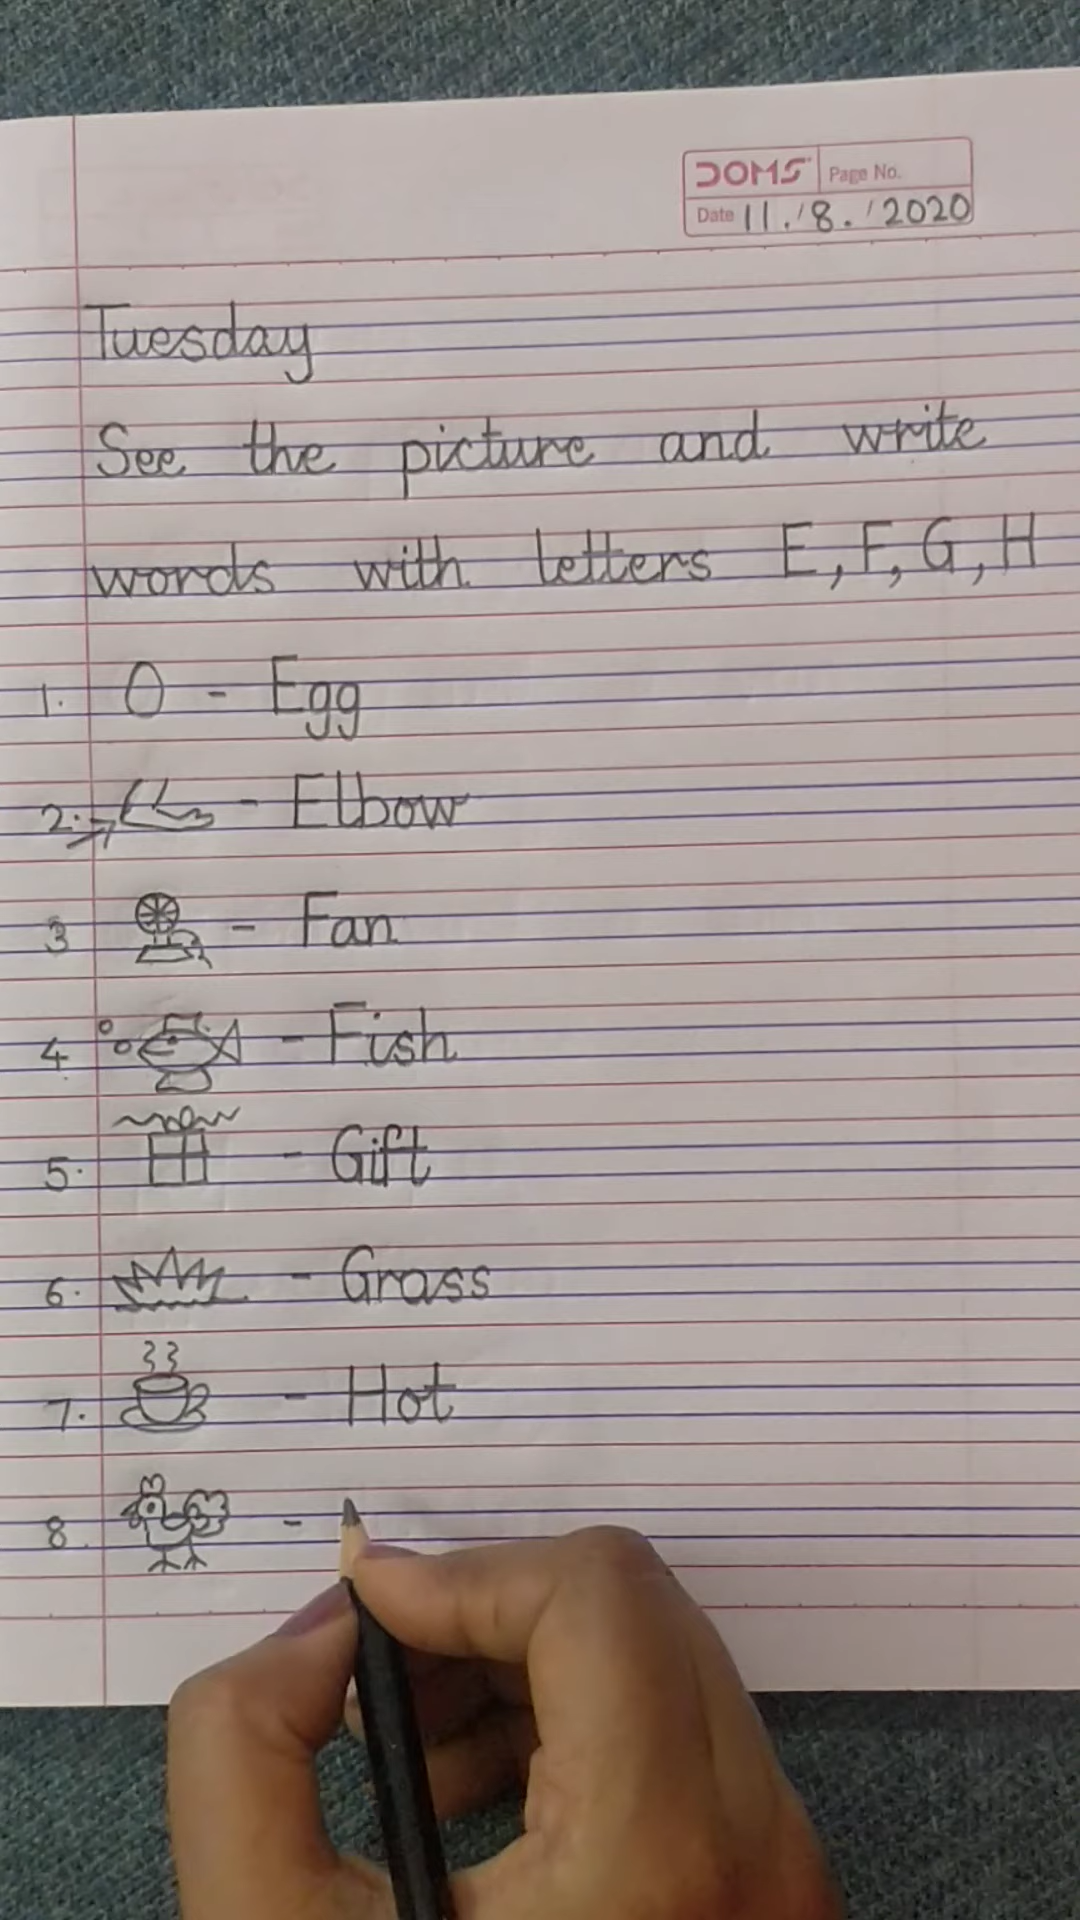 DOMS Page No.
Date 11./8./2020
Tuesday
See the picture and write
words with letters E, F, G, H
1. - Egg
2. - Elbow
3 - Fan
4 - Fish
5. - Gift
6. - Grass
7. - Hot
8. -